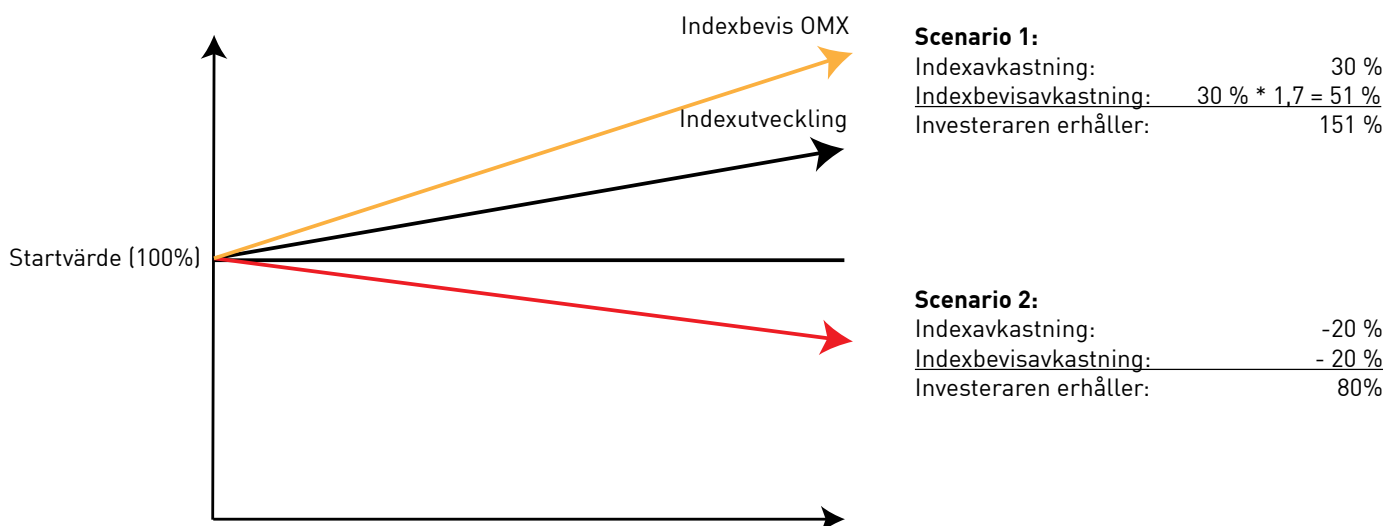 Indexbevis OMX
Indexutveckling
Startvärde (100%)
Scenario 1:
Indexavkastning: 30 %
Indexbevisavkastning: 30 % * 1,7 = 51 %
Investeraren erhåller: 151 %
Scenario 2:
Indexavkastning: -20 %
Indexbevisavkastning: - 20 %
Investeraren erhåller: 80%